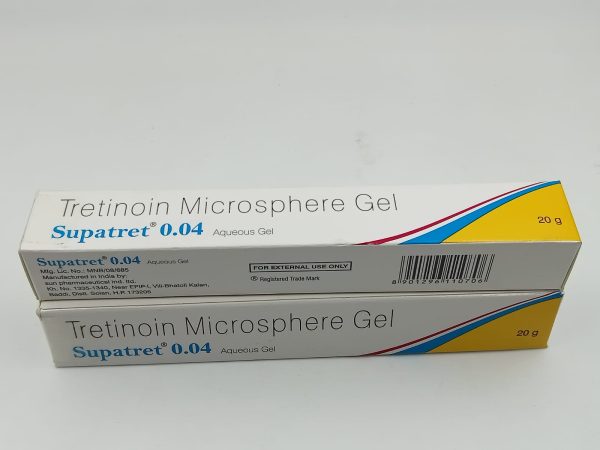 Tretinoin Microsphere Gel
Supatret® 0.04 Aqueous Gel
20 g
Supatret® 0.04 Aqueous Gel
Mfg. Lic. No.: MNB/08/685
Manufactured in India by:
sun pharmaceutical ind. ltd.
Kh. No. 1335-1340, Near EPIP-I, Vill-Bhatoli Kalan,
Baddi, Distt. Solan, H.P. 173205
FOR EXTERNAL USE ONLY
® Registered Trade Mark
8 901296 110706
Tretinoin Microsphere Gel
Supatret® 0.04 Aqueous Gel
20 g